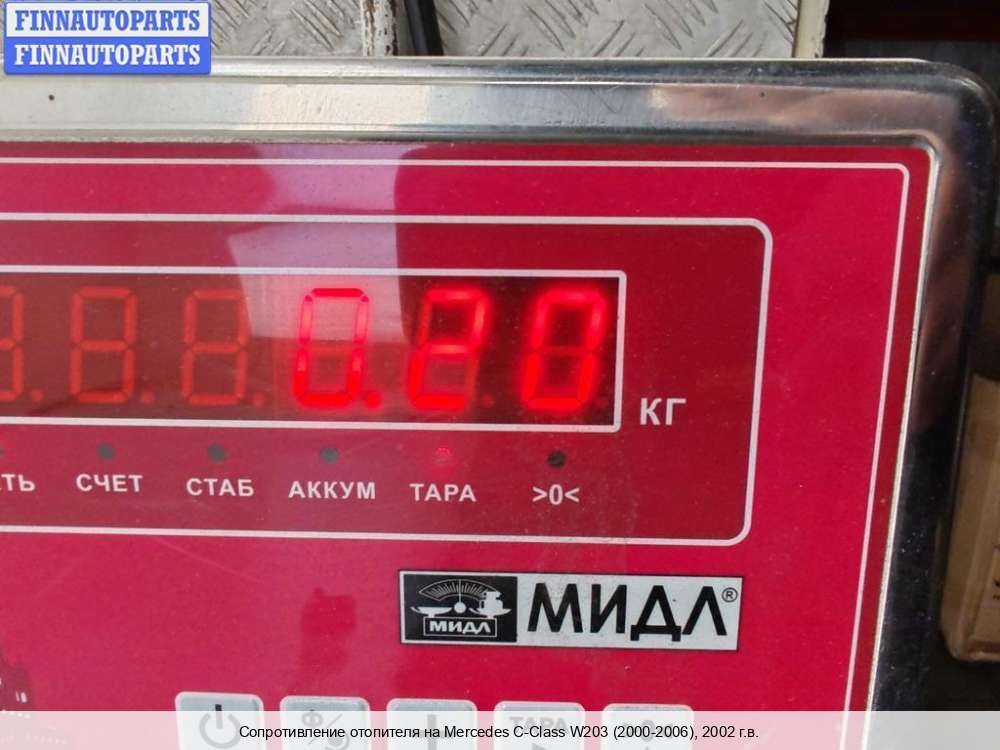 FINNAUTOPARTS
FINNAUTOPARTS
0.20
КГ
СЧЕТ СТАБ АККУМ ТАРА >0<
МИДЛ МИДЛ®
ТАРА
Сопротивление отопителя на Mercedes C-Class W203 (2000-2006), 2002 г.в.